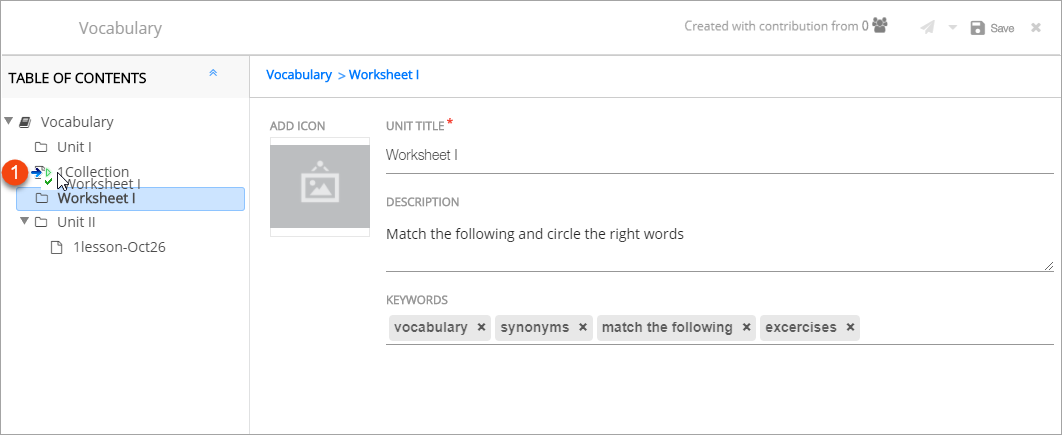 Vocabulary
Created with contribution from 0
Save
TABLE OF CONTENTS
Vocabulary > Worksheet I
Vocabulary
Unit I
1
1Collection
Worksheet I
Worksheet I
Unit II
1lesson-Oct26
ADD ICON
UNIT TITLE *
Worksheet I
DESCRIPTION
Match the following and circle the right words
KEYWORDS
vocabulary × synonyms × match the following × excercises ×